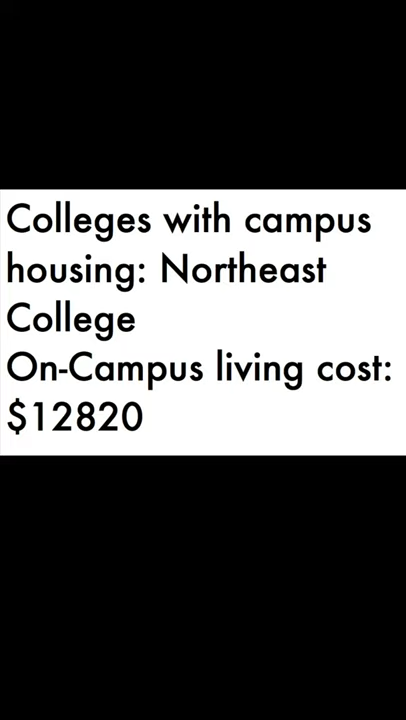 Colleges with campus
housing: Northeast
College
On-Campus living cost:
$12820